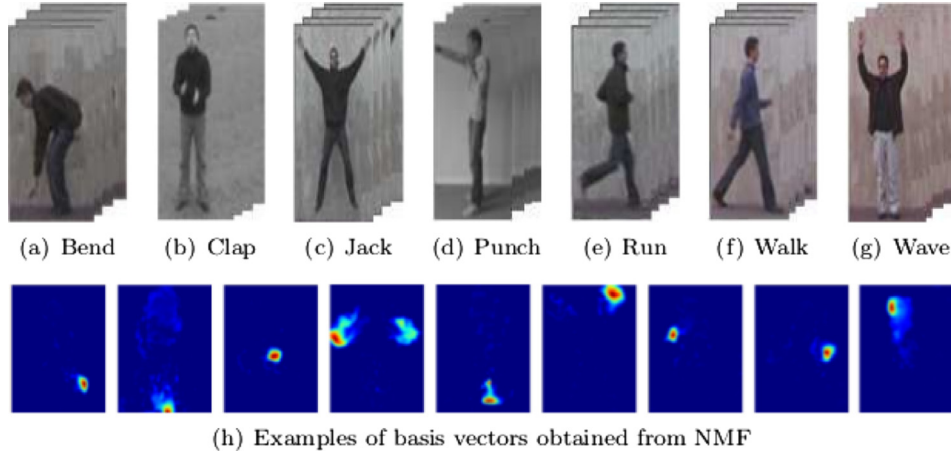 (a) Bend (b) Clap (c) Jack (d) Punch (e) Run (f) Walk (g) Wave
(h) Examples of basis vectors obtained from NMF